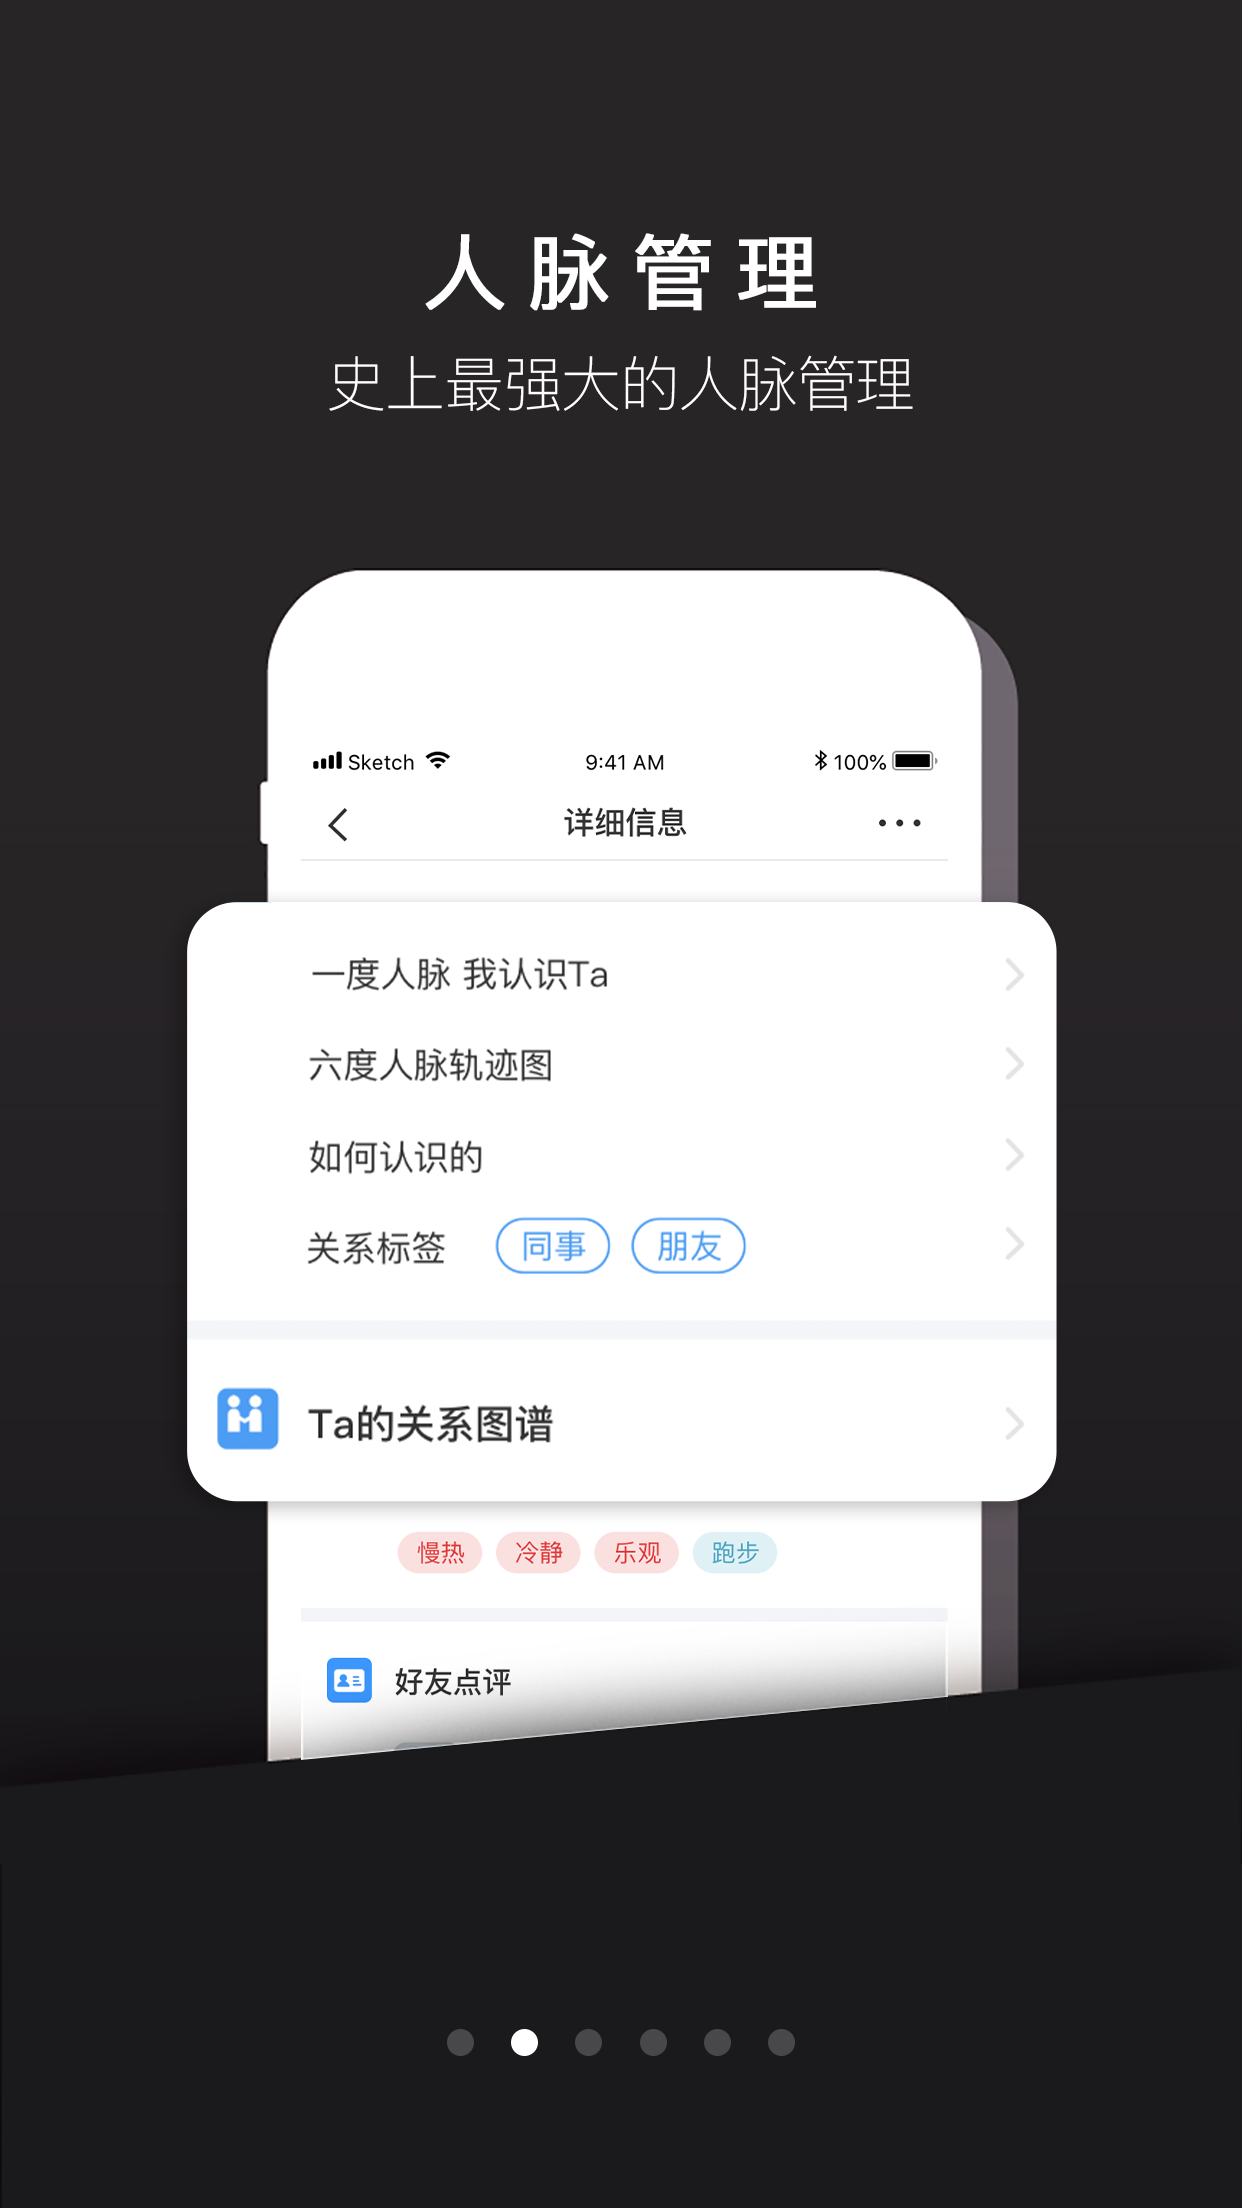 人脉管理
史上最强大的人脉管理
Sketch 9:41 AM 100%
详细信息
一度人脉 我认识Ta
六度人脉轨迹图
如何认识的
关系标签 同事 朋友
Ta的关系图谱
慢热 冷静 乐观 跑步
好友点评